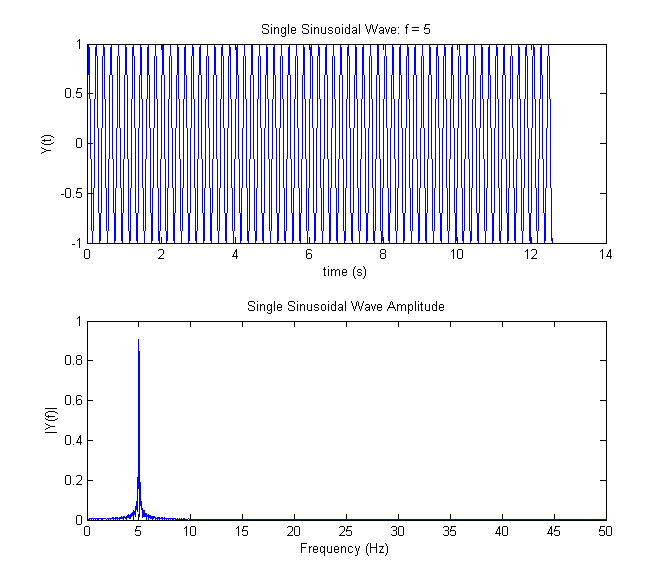 Single Sinusoidal Wave: f = 5
1
0.5
0
-0.5
-1
Y(t)
0 2 4 6 8 10 12 14
time (s)
Single Sinusoidal Wave Amplitude
1
0.8
0.6
0.4
0.2
0
|Y(f)|
0 5 10 15 20 25 30 35 40 45 50
Frequency (Hz)